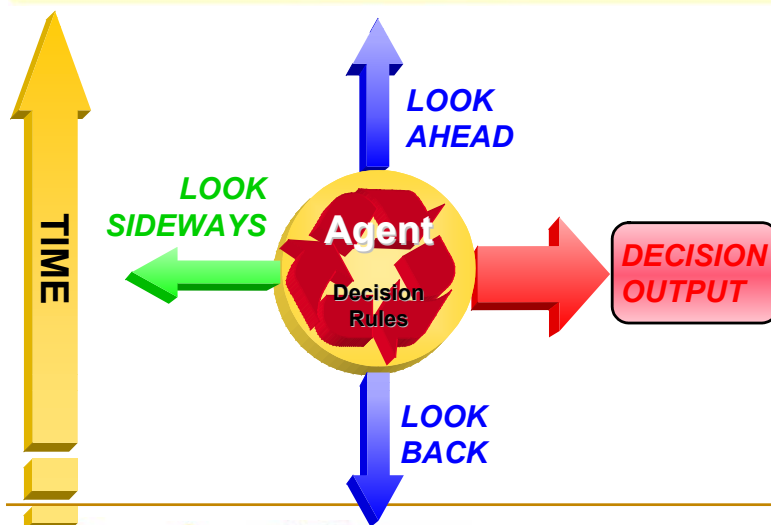 LOOK
AHEAD
LOOK
SIDEWAYS
TIME
Agent
Decision
Rules
DECISION
OUTPUT
LOOK
BACK